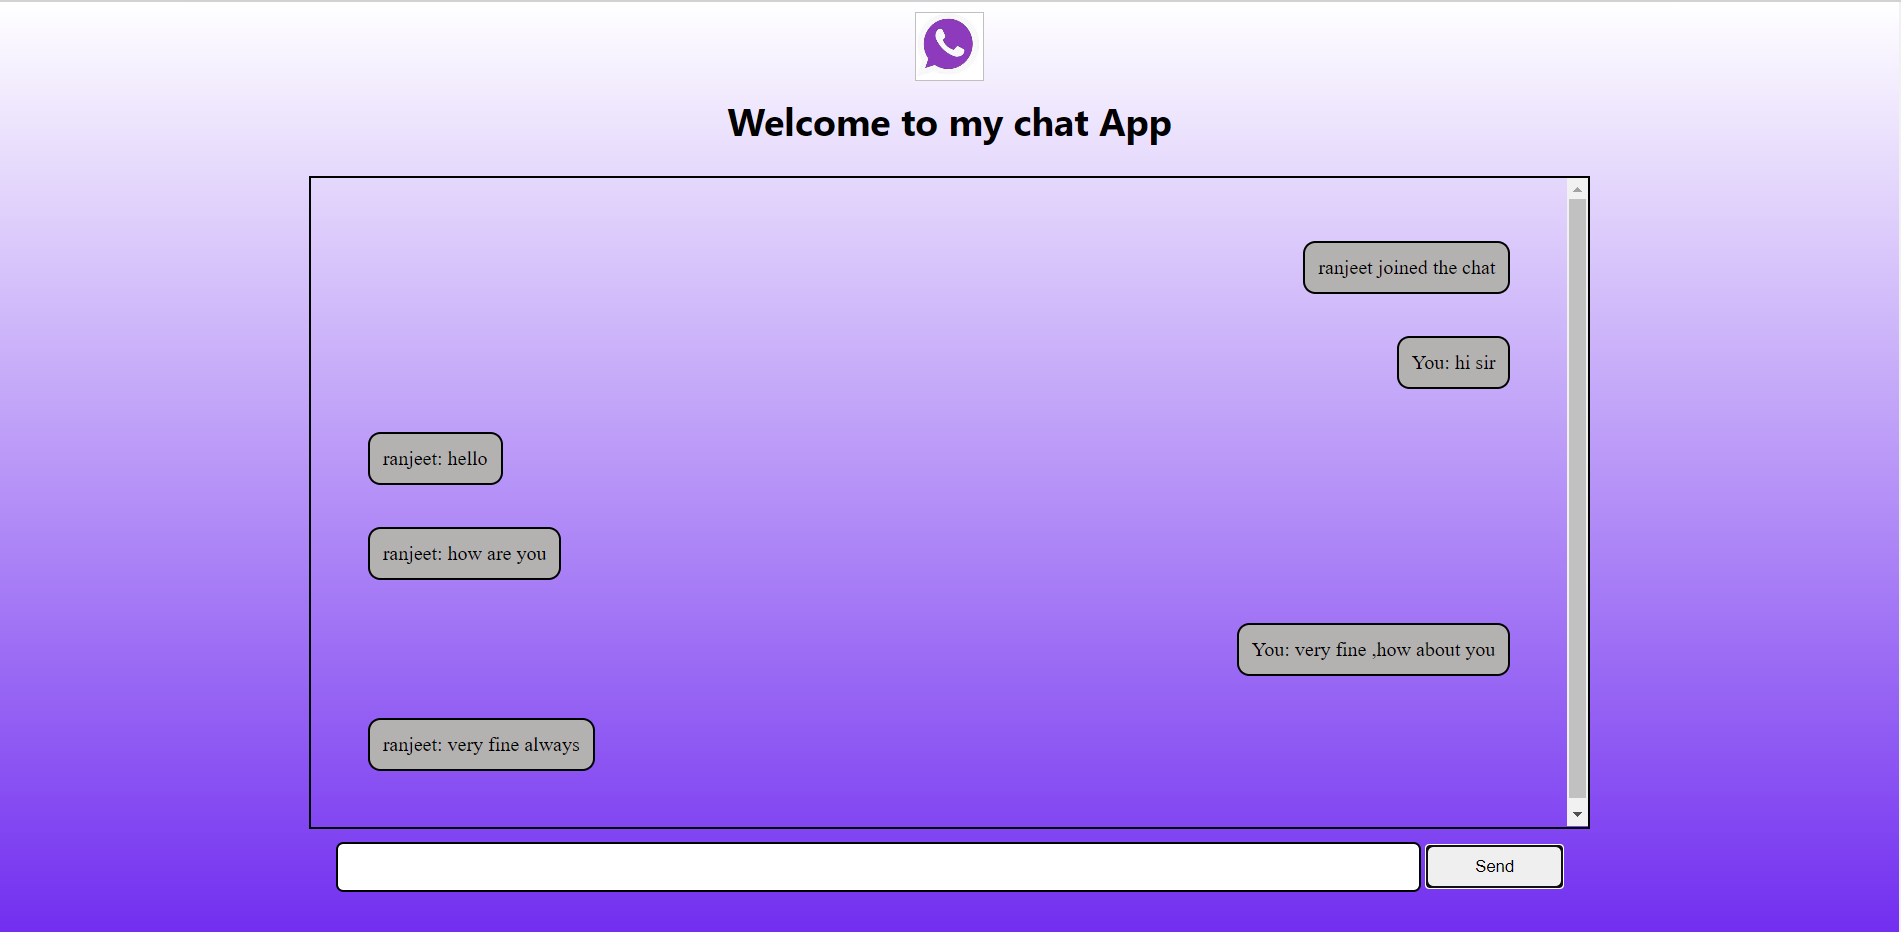 Welcome to my chat App
ranjeet joined the chat
You: hi sir
ranjeet: hello
ranjeet: how are you
You: very fine ,how about you
ranjeet: very fine always
Send